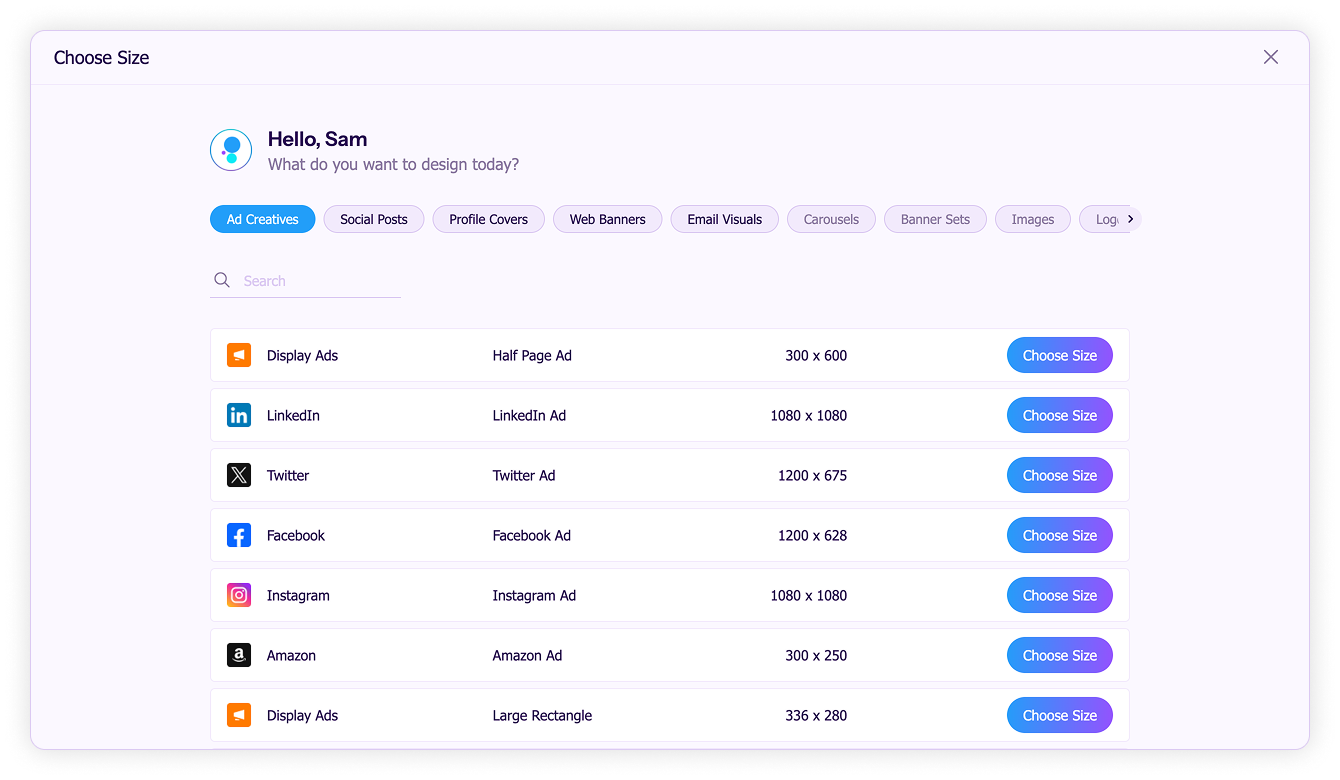 Choose Size
Hello, Sam
What do you want to design today?
Ad Creatives Social Posts Profile Covers Web Banners Email Visuals Carousels Banner Sets Images
Search
Display Ads Half Page Ad 300 x 600 Choose Size
LinkedIn LinkedIn Ad 1080 x 1080 Choose Size
Twitter Twitter Ad 1200 x 675 Choose Size
Facebook Facebook Ad 1200 x 628 Choose Size
Instagram Instagram Ad 1080 x 1080 Choose Size
Amazon Amazon Ad 300 x 250 Choose Size
Display Ads Large Rectangle 336 x 280 Choose Size